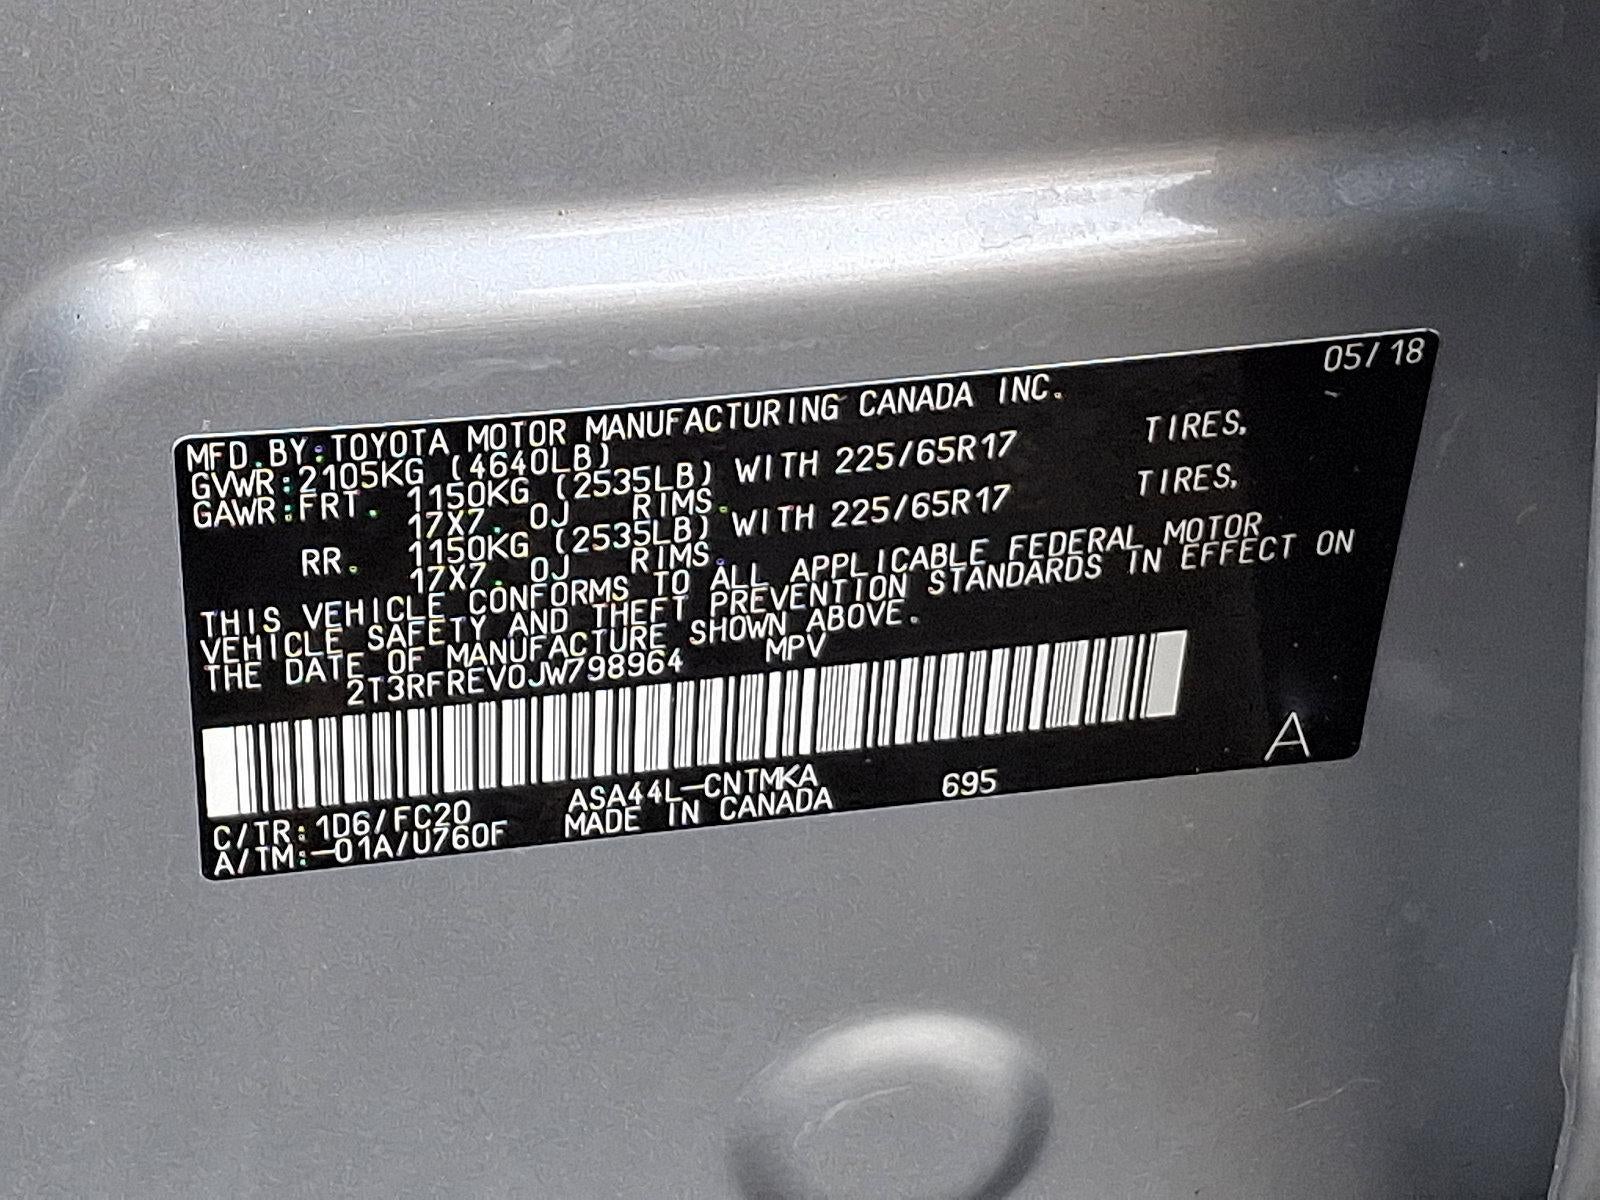 05/18
MFD.BY:TOYOTA MOTOR MANUFACTURING CANADA INC.
GVWR:2105KG (4640LB)
GAWR:FRT. 1150KG (2535LB) WITH 225/65R17 TIRES.
17X7.0J RIMS.
RR. 1150KG (2535LB) WITH 225/65R17 TIRES.
17X7.0J RIMS.
THIS VEHICLE CONFORMS TO ALL APPLICABLE FEDERAL MOTOR
VEHICLE SAFETY AND THEFT PREVENTION STANDARDS IN EFFECT ON
THE DATE OF MANUFACTURE SHOWN ABOVE.
2T3RFREV0JW798964 MPV
A
C/TR:1D6/FC20 ASA44L-CNTMKA 695
A/TM:-01A/U760F MADE IN CANADA